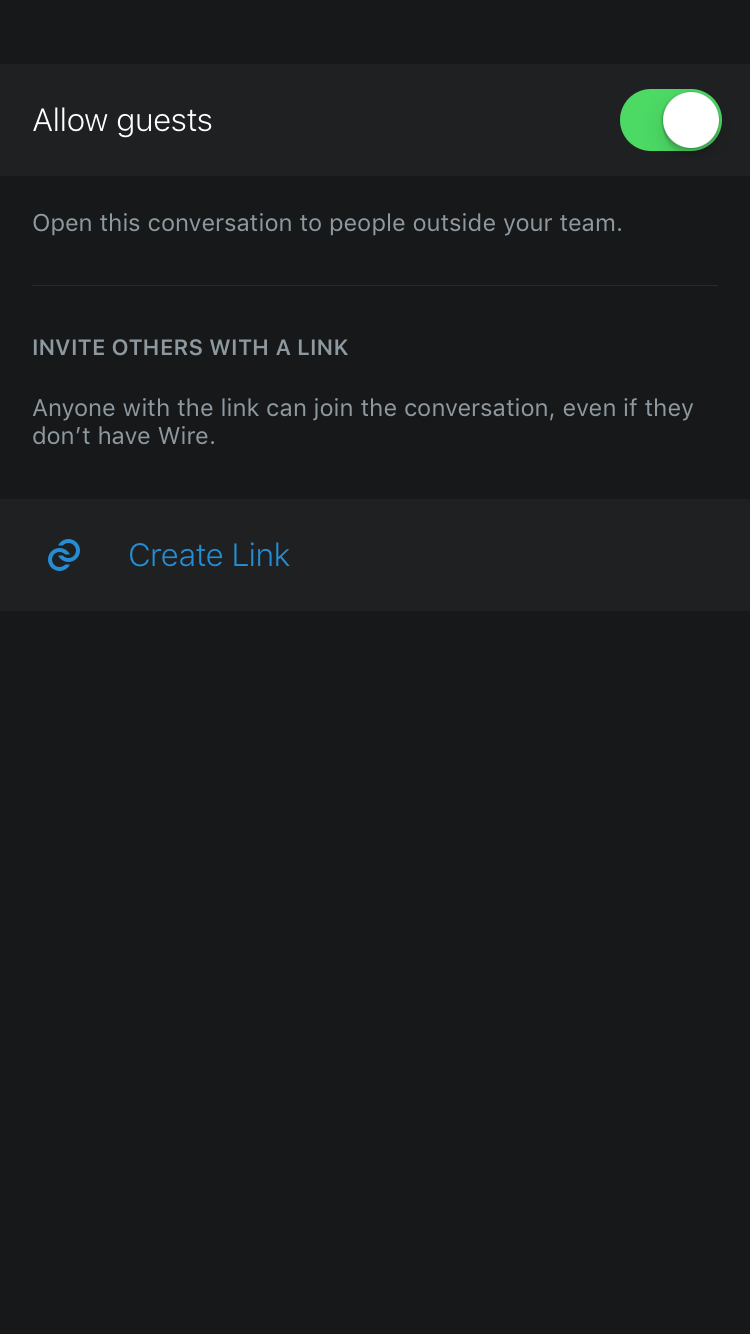 Allow guests
Open this conversation to people outside your team.
INVITE OTHERS WITH A LINK
Anyone with the link can join the conversation, even if they
don’t have Wire.
Create Link